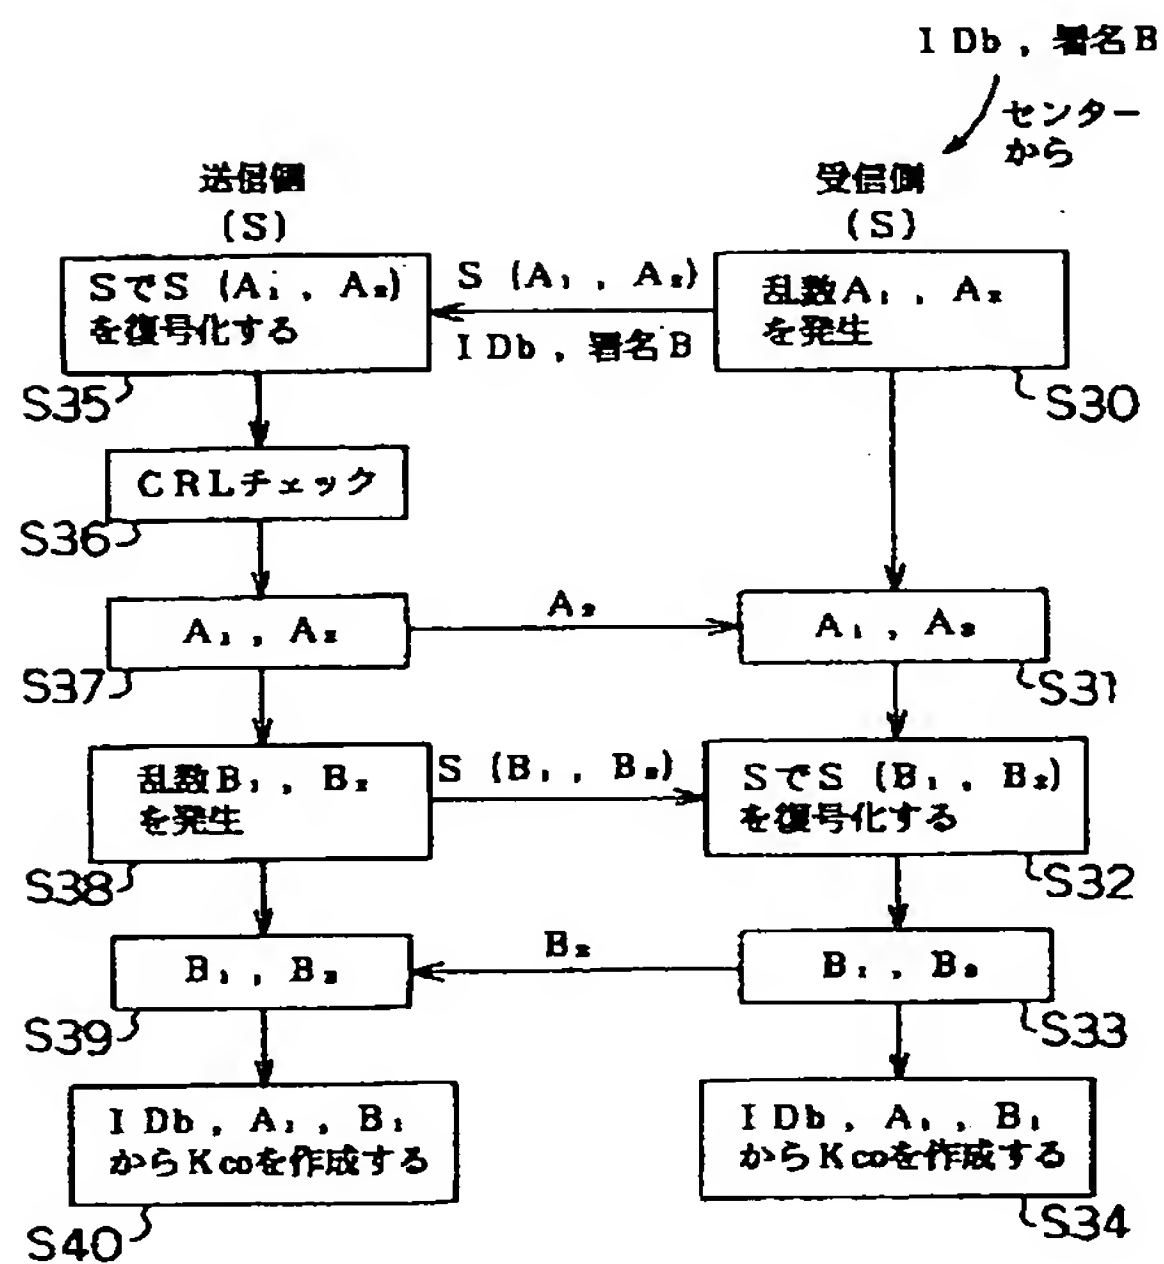 IDb，署名B
センター
から
送信側
(S)
受信側
(S)
SでS (A₁，A₂)
を復号化する
S (A₁，A₂)
IDb，署名B
乱数A₁，A₂
を発生
S35
S30
CRLチェック
S36
A₁，A₂
A₂
A₁，A₂
S37
S31
乱数B₁，B₂
を発生
S (B₁，B₂)
SでS (B₁，B₂)
を復号化する
S38
S32
B₁，B₂
B₂
B₁，B₂
S39
S33
IDb，A₁，B₁
からKcoを作成する
IDb，A₁，B₁
からKcoを作成する
S40
S34